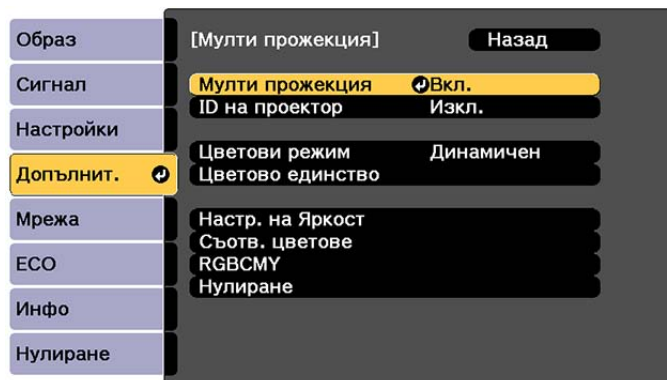 Образ
Сигнал
Настройки
Допълнит.
Мрежа
ECO
Инфо
Нулиране
[Мулти прожекция] Назад
Мулти прожекция Вкл.
ID на проектор Изкл.
Цветови режим Динамичен
Цветово единство
Настр. на Яркост
Съотв. цветове
RGBCMY
Нулиране